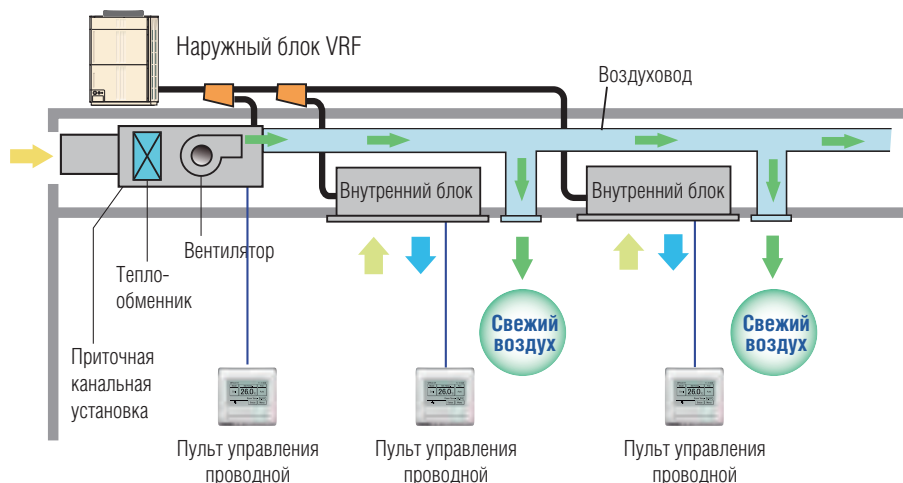 Наружный блок VRF
Воздуховод
Внутренний блок
Внутренний блок
Вентилятор
Тепло-
обменник
Приточная
канальная
установка
Свежий
воздух
Свежий
воздух
26.0
26.0
26.0
Пульт управления
проводной
Пульт управления
проводной
Пульт управления
проводной